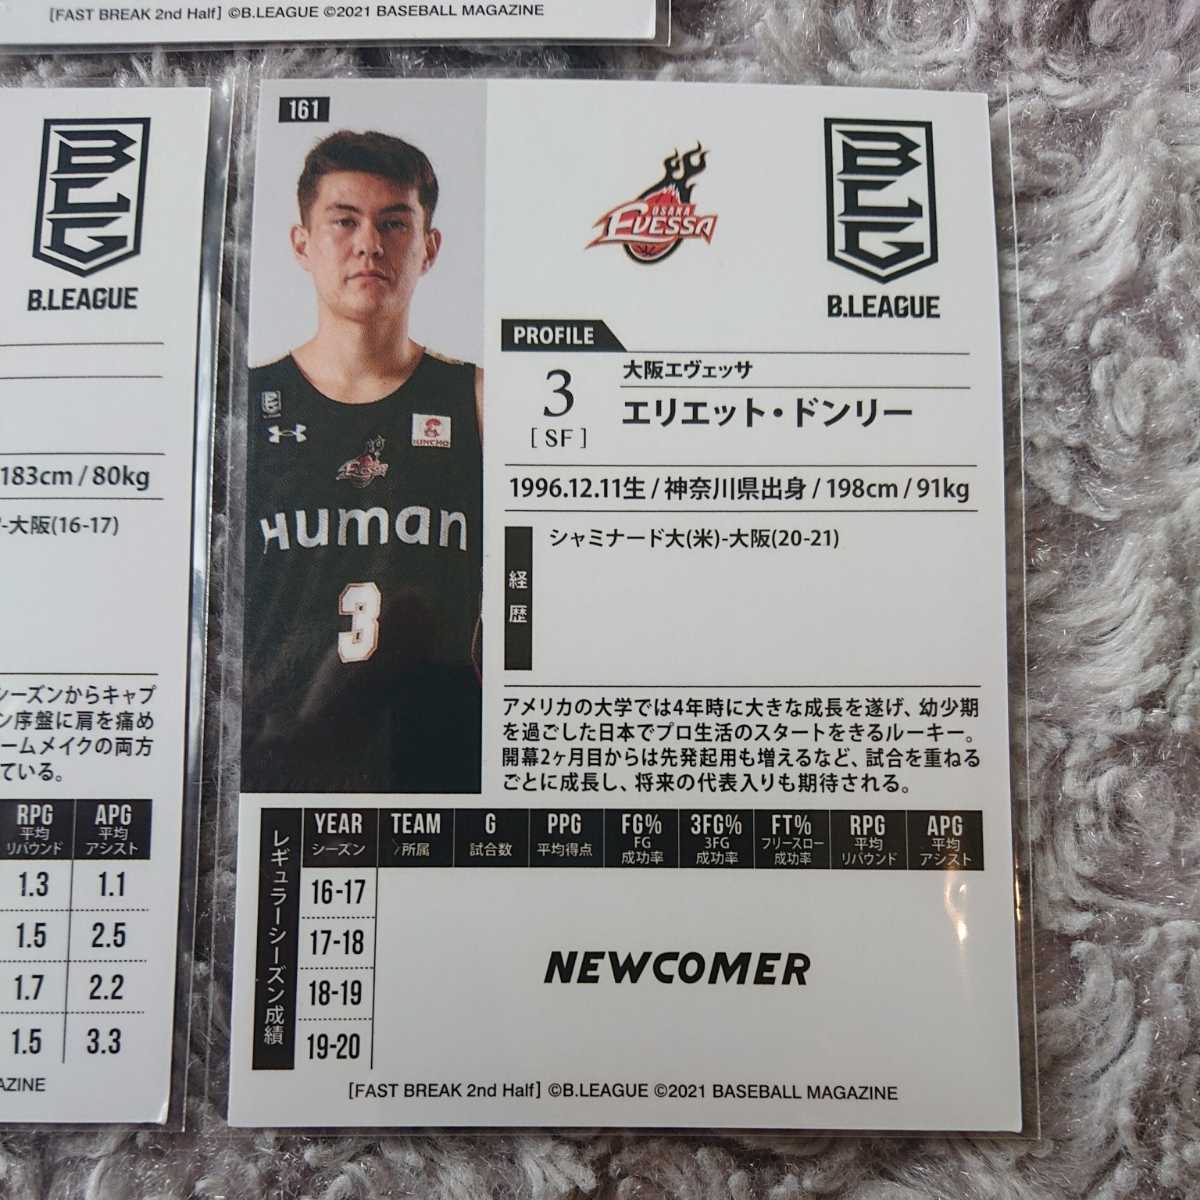 [FAST BREAK 2nd Half] ©B.LEAGUE ©2021 BASEBALL MAGAZINE
BLG
B.LEAGUE
183cm / 80kg
-大阪(16-17)
シーズンからキャプ
ン序盤に肩を痛め
ームメイクの両方
ている。
RPG APG
平均 平均
リバウンド アシスト
1.3 1.1
1.5 2.5
1.7 2.2
1.5 3.3
AZINE
161
OSAKA
EVESSA
BLG
B.LEAGUE
PROFILE
3
[ SF ]
大阪エヴェッサ
エリエット・ドンリー
1996.12.11生 / 神奈川県出身 / 198cm / 91kg
経歴
シャミナード大(米)-大阪(20-21)
KINCHO
EVESSA
Human
3
アメリカの大学では4年時に大きな成長を遂げ、幼少期
を過ごした日本でプロ生活のスタートをきるルーキー。
開幕2ヶ月目からは先発起用も増えるなど、試合を重ねる
ごとに成長し、将来の代表入りも期待される。
レギュラーシーズン成績
YEAR TEAM G PPG FG% 3FG% FT% RPG APG
シーズン 所属 試合数 平均得点 FG成功率 3FG成功率 フリースロー成功率 平均リバウンド 平均アシスト
16-17
17-18
18-19
19-20
NEWCOMER
[FAST BREAK 2nd Half] ©B.LEAGUE ©2021 BASEBALL MAGAZINE